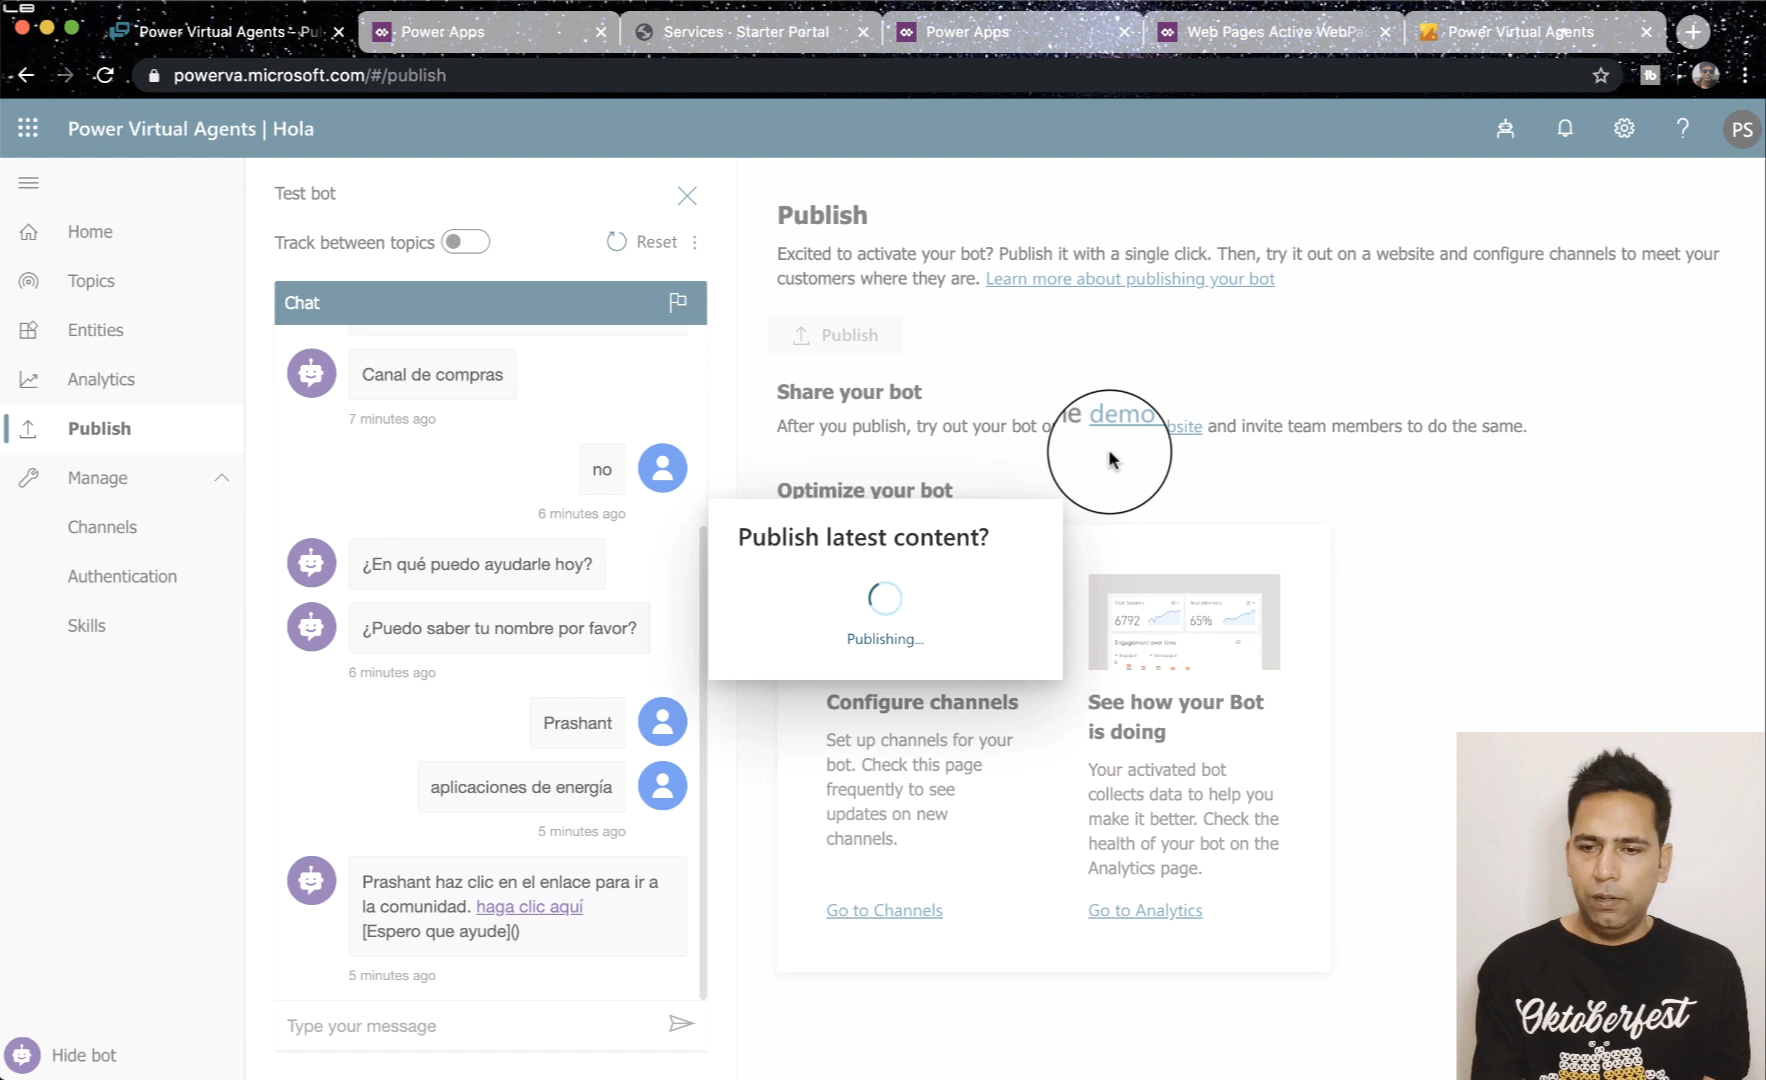 Power Virtual Agents - Pu
Power Apps
Services · Starter Portal
Power Apps
Web Pages Active WebPa
Power Virtual Agents
powerva.microsoft.com/#/publish
Power Virtual Agents | Hola
PS
Home
Topics
Entities
Analytics
Publish
Manage
Channels
Authentication
Skills
Hide bot
Test bot
Track between topics
Reset
Chat
Canal de compras
7 minutes ago
no
6 minutes ago
¿En qué puedo ayudarle hoy?
¿Puedo saber tu nombre por favor?
6 minutes ago
Prashant
aplicaciones de energía
5 minutes ago
Prashant haz clic en el enlace para ir a
la comunidad. haga clic aquí
[Espero que ayude]()
5 minutes ago
Type your message
Publish
Excited to activate your bot? Publish it with a single click. Then, try it out on a website and configure channels to meet your
customers where they are. Learn more about publishing your bot
Publish
Share your bot
After you publish, try out your bot o le demo bsite and invite team members to do the same.
Optimize your bot
Publish latest content?
Publishing...
6792
65%
Engagement over time
Configure channels
Set up channels for your
bot. Check this page
frequently to see
updates on new
channels.
Go to Channels
See how your Bot
is doing
Your activated bot
collects data to help you
make it better. Check the
health of your bot on the
Analytics page.
Go to Analytics
Oktoberfest